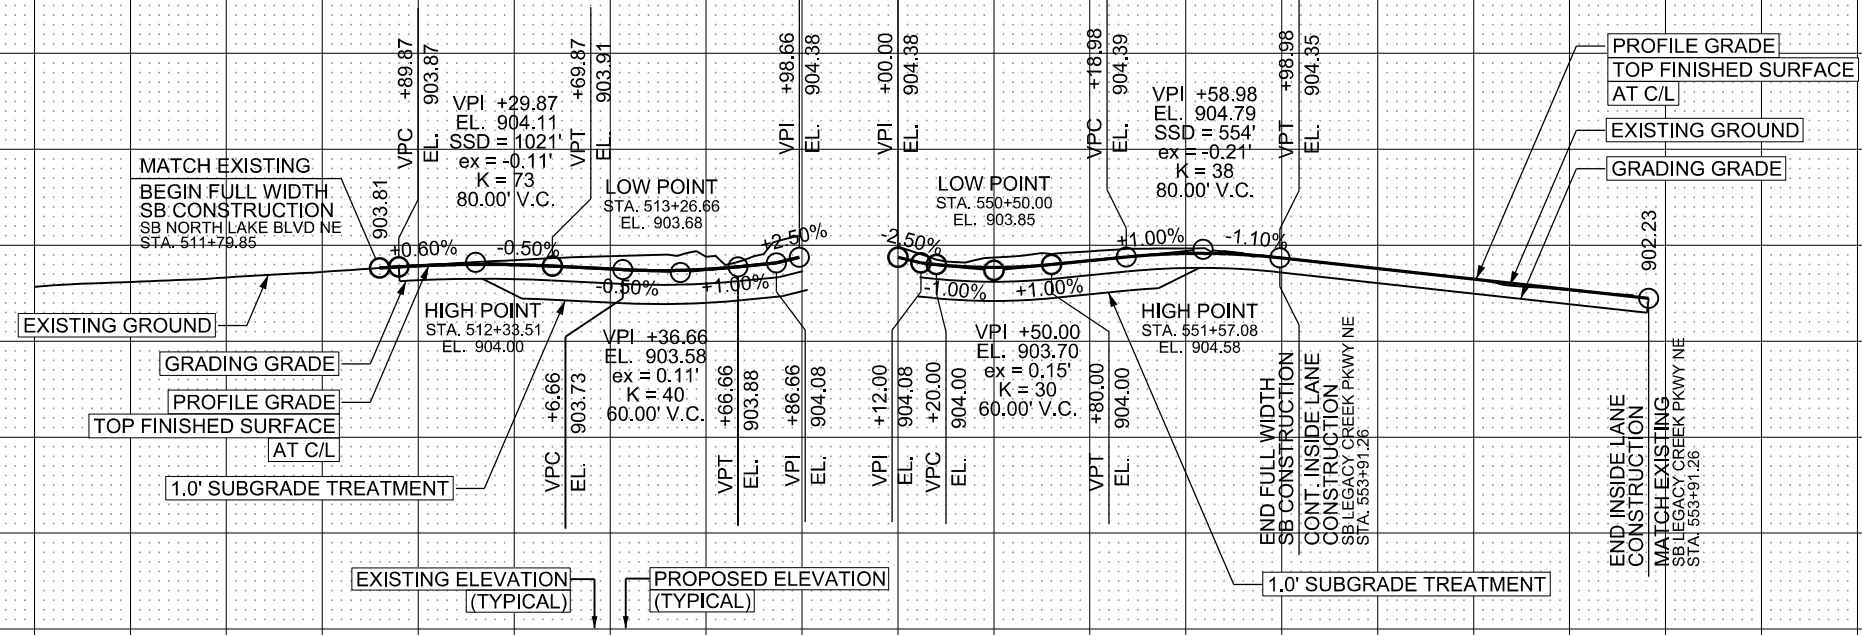 MATCH EXISTING
BEGIN FULL WIDTH
SB CONSTRUCTION
SB NORTH LAKE BLVD NE
STA. 511+79.85
903.81
VPC +89.87
EL. 903.87
VPI +29.87
EL. 904.11
SSD = 1021'
ex = -0.11'
K = 73
80.00' V.C.
VPT +69.87
EL. 903.91
LOW POINT
STA. 513+26.66
EL. 903.68
VPI +98.66
EL. 904.38
VPI +00.00
EL. 904.38
LOW POINT
STA. 550+50.00
EL. 903.85
VPC +18.98
EL. 904.39
VPI +58.98
EL. 904.79
SSD = 554'
ex = -0.21'
K = 38
80.00' V.C.
VPT +98.98
EL. 904.35
PROFILE GRADE
TOP FINISHED SURFACE
AT C/L
EXISTING GROUND
GRADING GRADE
902.23
+0.60%
-0.50%
-0.50%
+1.00%
+2.50%
-2.50%
-1.00%
+1.00%
+1.00%
-1.10%
EXISTING GROUND
GRADING GRADE
PROFILE GRADE
TOP FINISHED SURFACE
AT C/L
1.0' SUBGRADE TREATMENT
HIGH POINT
STA. 512+33.51
EL. 904.00
VPC +6.66
EL. 903.73
VPI +36.66
EL. 903.58
ex = 0.11'
K = 40
60.00' V.C.
VPT +66.66
EL. 903.88
VPI +86.66
EL. 904.08
VPI +12.00
EL. 904.08
VPC +20.00
EL. 904.00
VPI +50.00
EL. 903.70
ex = 0.15'
K = 30
60.00' V.C.
VPT +80.00
EL. 904.00
HIGH POINT
STA. 551+57.08
EL. 904.58
END FULL WIDTH
SB CONSTRUCTION
CONT. INSIDE LANE
CONSTRUCTION
SB LEGACY CREEK PKWY NE
STA. 553+91.26
END INSIDE LANE
CONSTRUCTION
MATCH EXISTING
SB LEGACY CREEK PKWY NE
STA. 553+91.26
1.0' SUBGRADE TREATMENT
EXISTING ELEVATION
(TYPICAL)
PROPOSED ELEVATION
(TYPICAL)